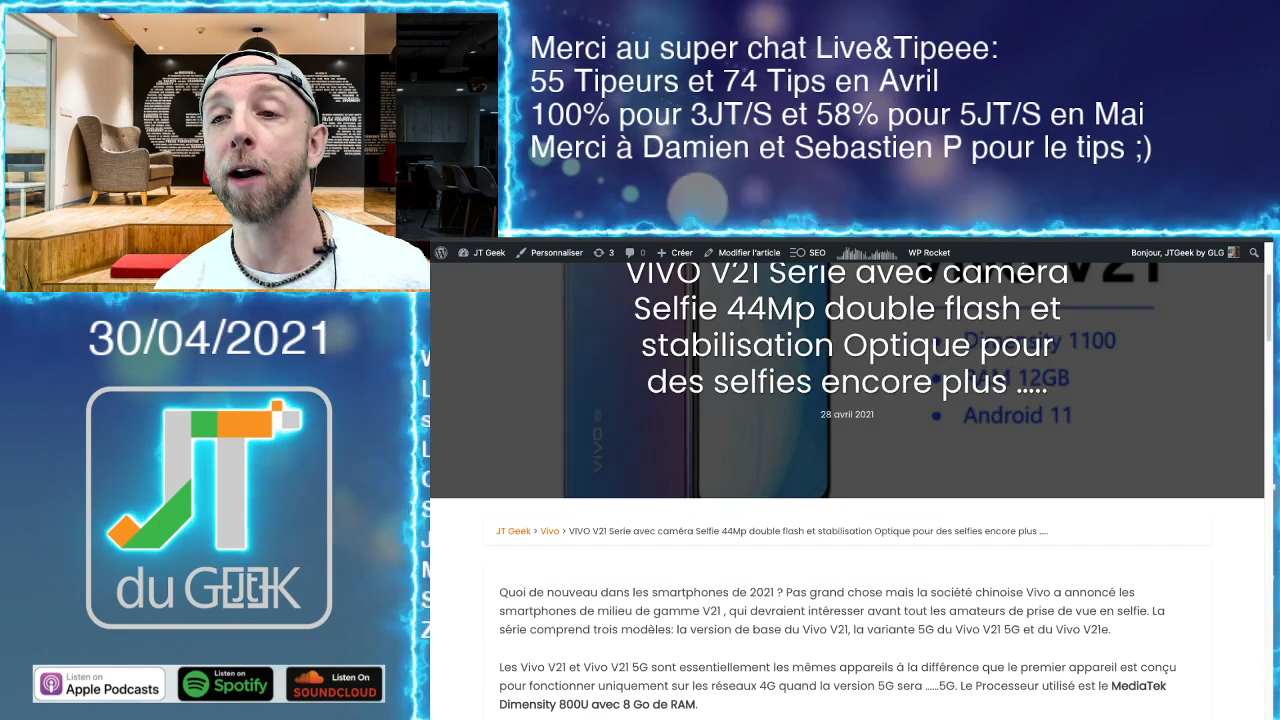 Merci au super chat Live&Tipeee:
55 Tipeurs et 74 Tips en Avril
100% pour 3JT/S et 58% pour 5JT/S en Mai
Merci à Damien et Sebastien P pour le tips ;)
JT Geek Personnaliser 3 0 Créer Modifier l'article SEO WP Rocket Bonjour, JTGeek by GLG
VIVO V21 Serie avec caméra
Selfie 44Mp double flash et
stabilisation Optique pour
des selfies encore plus .....
28 avril 2021
Dimensity 1100
RAM 12GB
Android 11
vivo
30/04/2021
JT
du GEEK
Listen on
Apple Podcasts
Listen on
Spotify
Listen On
SOUNDCLOUD
JT Geek > Vivo > VIVO V21 Serie avec caméra Selfie 44Mp double flash et stabilisation Optique pour des selfies encore plus .....
Quoi de nouveau dans les smartphones de 2021 ? Pas grand chose mais la société chinoise Vivo a annoncé les
smartphones de milieu de gamme V21 , qui devraient intéresser avant tout les amateurs de prise de vue en selfie. La
série comprend trois modèles: la version de base du Vivo V21, la variante 5G du Vivo V21 5G et du Vivo V21e.
Les Vivo V21 et Vivo V21 5G sont essentiellement les mêmes appareils à la différence que le premier appareil est conçu
pour fonctionner uniquement sur les réseaux 4G quand la version 5G sera ......5G. Le Processeur utilisé est le MediaTek
Dimensity 800U avec 8 Go de RAM.